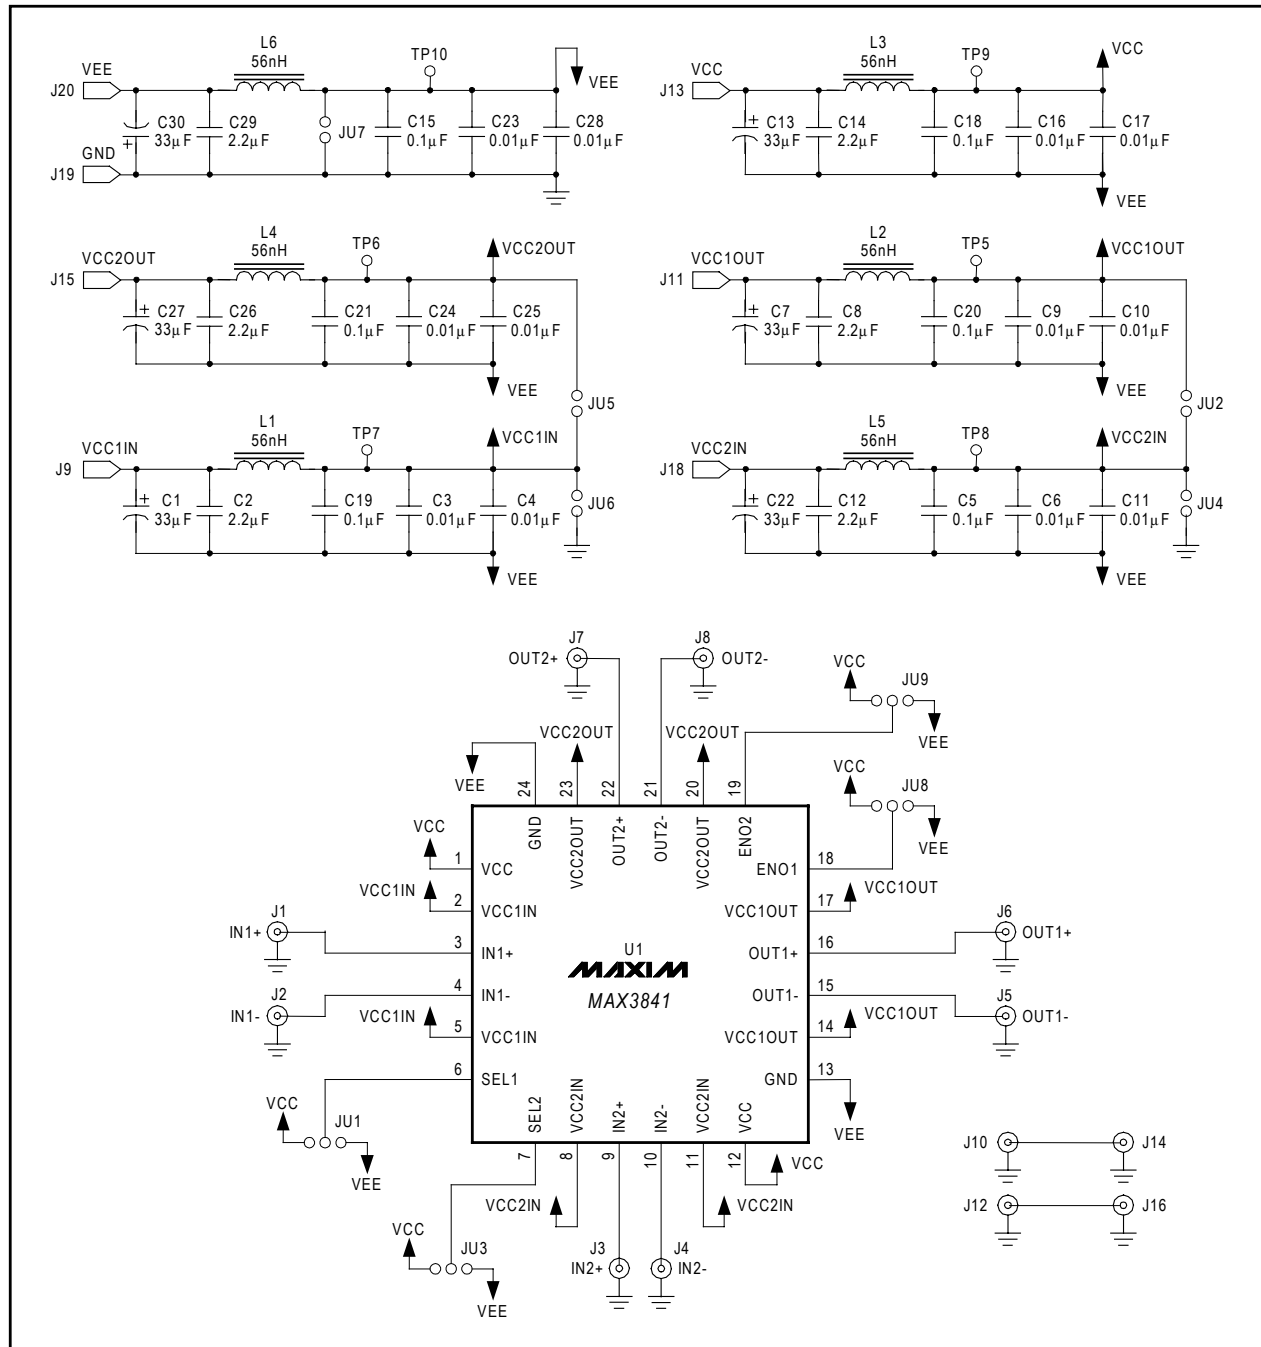 L6
56nH
VEE
J20
TP10
VEE
C30
33µF
+
C29
2.2µF
JU7
C15
0.1µF
C23
0.01µF
C28
0.01µF
GND
J19
L3
56nH
VCC
J13
TP9
VCC
+
C13
33µF
C14
2.2µF
C18
0.1µF
C16
0.01µF
C17
0.01µF
VEE
L4
56nH
VCC2OUT
J15
TP6
VCC2OUT
+
C27
33µF
C26
2.2µF
C21
0.1µF
C24
0.01µF
C25
0.01µF
VEE
JU5
L2
56nH
VCC1OUT
J11
TP5
VCC1OUT
+
C7
33µF
C8
2.2µF
C20
0.1µF
C9
0.01µF
C10
0.01µF
VEE
JU2
L1
56nH
VCC1IN
J9
TP7
VCC1IN
+
C1
33µF
C2
2.2µF
C19
0.1µF
C3
0.01µF
C4
0.01µF
JU6
VEE
L5
56nH
VCC2IN
J18
TP8
VCC2IN
+
C22
33µF
C12
2.2µF
C5
0.1µF
C6
0.01µF
C11
0.01µF
JU4
VEE
J7
OUT2+
J8
OUT2-
VCC
JU9
VEE
VCC2OUT
VCC2OUT
VEE
VCC
JU8
VEE
24
23
22
21
20
19
GND
VCC2OUT
OUT2+
OUT2-
VCC2OUT
ENO2
VCC
1
VCC
ENO1
18
VCC1IN
2
VCC1IN
VCC1OUT
17
VCC1OUT
J1
IN1+
3
IN1+
OUT1+
16
J6
OUT1+
U1
MAXIM
MAX3841
J2
IN1-
4
IN1-
OUT1-
15
J5
OUT1-
VCC1IN
5
VCC1IN
VCC1OUT
14
VCC1OUT
6
SEL1
GND
13
VEE
VCC
JU1
VEE
SEL2
VCC2IN
IN2+
IN2-
VCC2IN
VCC
7
8
9
10
11
12
VCC
VCC2IN
VCC2IN
VCC
JU3
VEE
J3
IN2+
J4
IN2-
J10
J14
J12
J16